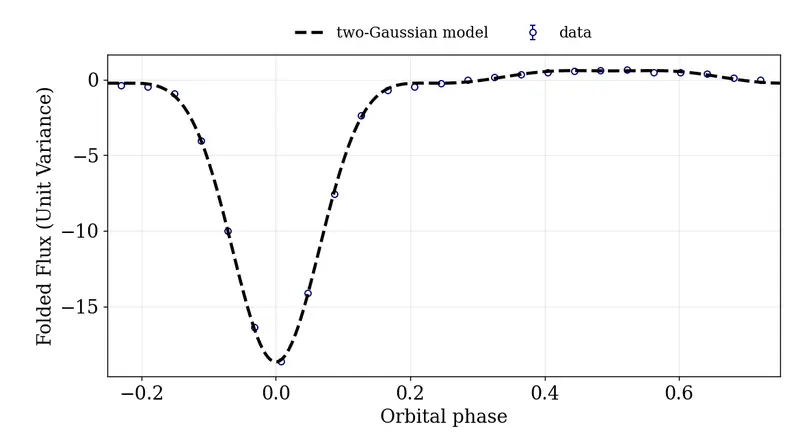 two-Gaussian model
data
Folded Flux (Unit Variance)
0
−5
−10
−15
−0.2
0.0
0.2
0.4
0.6
Orbital phase